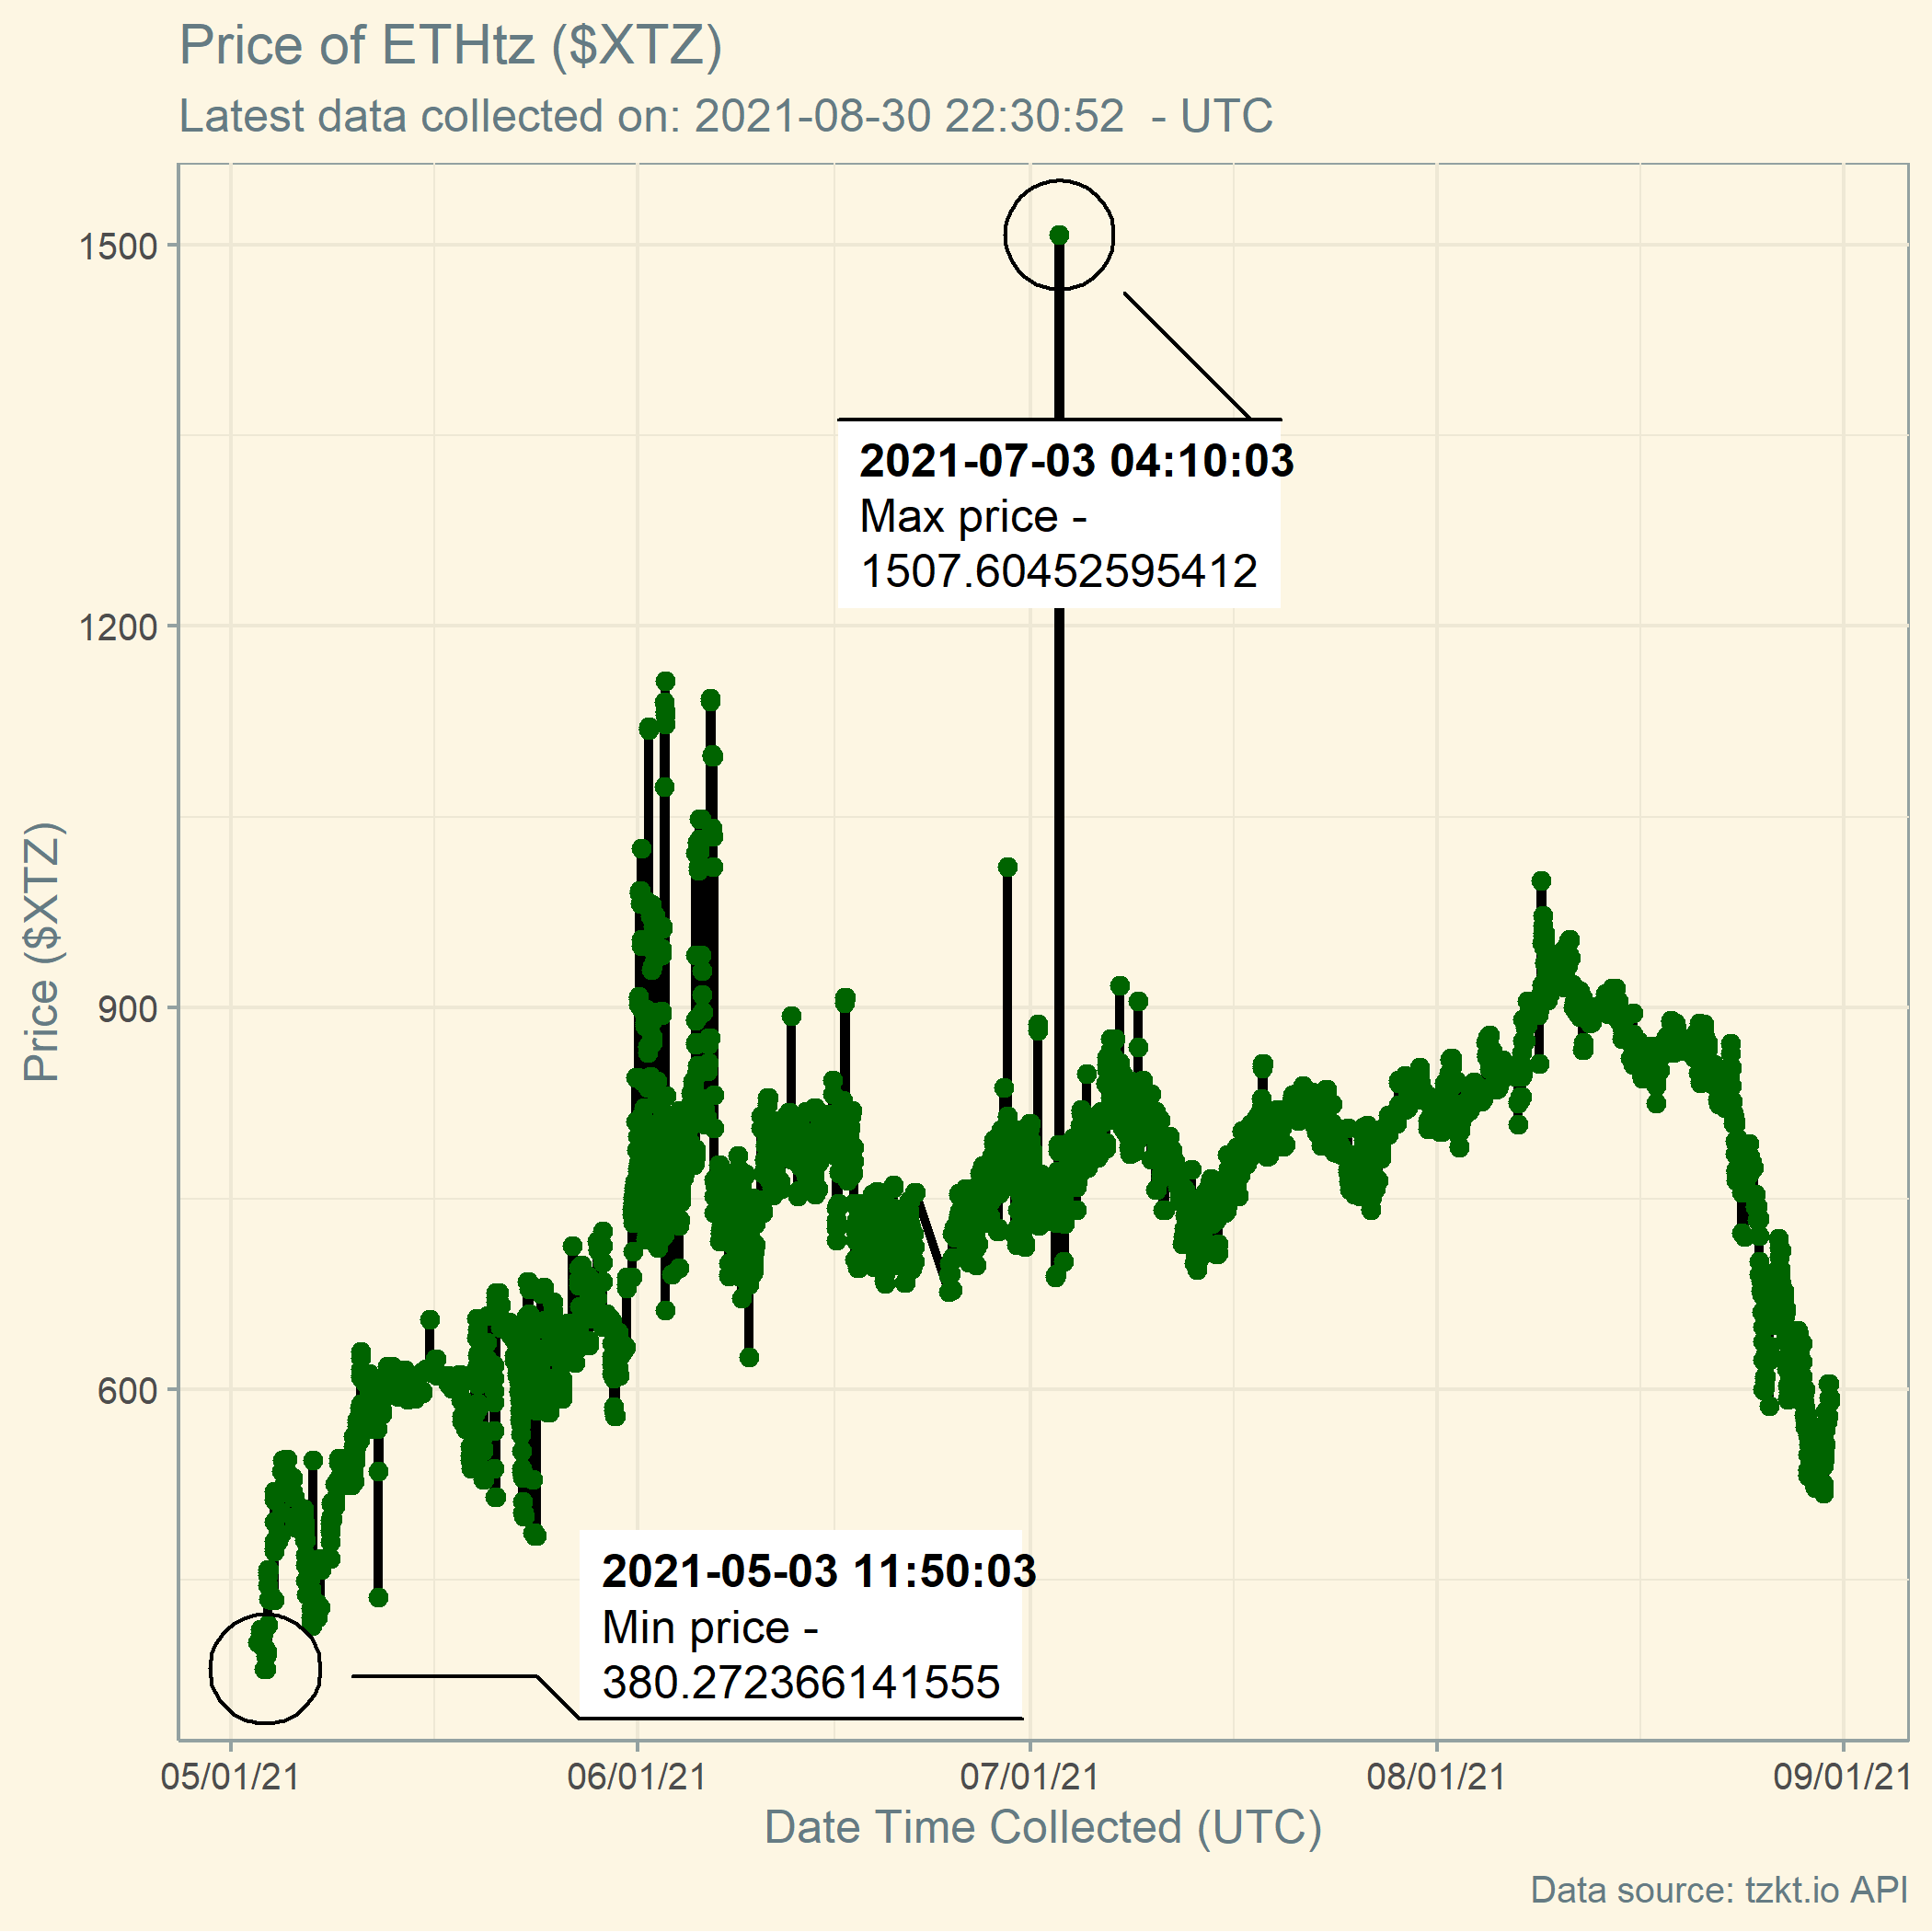 Price of ETHtz ($XTZ)
Latest data collected on: 2021-08-30 22:30:52  - UTC
1500
1200
900
600
Price ($XTZ)
2021-07-03 04:10:03
Max price -
1507.60452595412
2021-05-03 11:50:03
Min price -
380.272366141555
05/01/21
06/01/21
07/01/21
08/01/21
09/01/21
Date Time Collected (UTC)
Data source: tzkt.io API